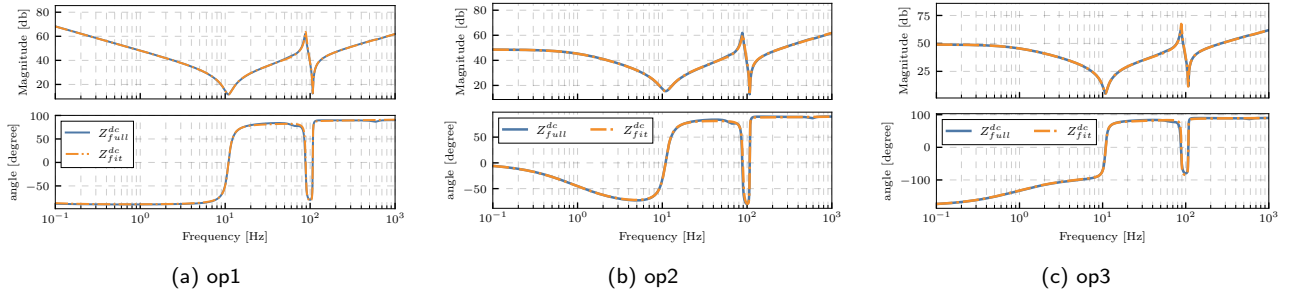 80
60
40
20
Magnitude [db]
100
50
0
−50
angle [degree]
Z^{dc}_{full}
Z^{dc}_{fit}
10^{−1} 10^0 10^1 10^2 10^3
Frequency [Hz]
(a) op1
80
60
40
20
Magnitude [db]
50
0
−50
angle [degree]
Z^{dc}_{full} Z^{dc}_{fit}
10^{−1} 10^0 10^1 10^2 10^3
Frequency [Hz]
(b) op2
75
50
25
Magnitude [db]
100
0
−100
angle [degree]
Z^{dc}_{full} Z^{dc}_{fit}
10^{−1} 10^0 10^1 10^2 10^3
Frequency [Hz]
(c) op3